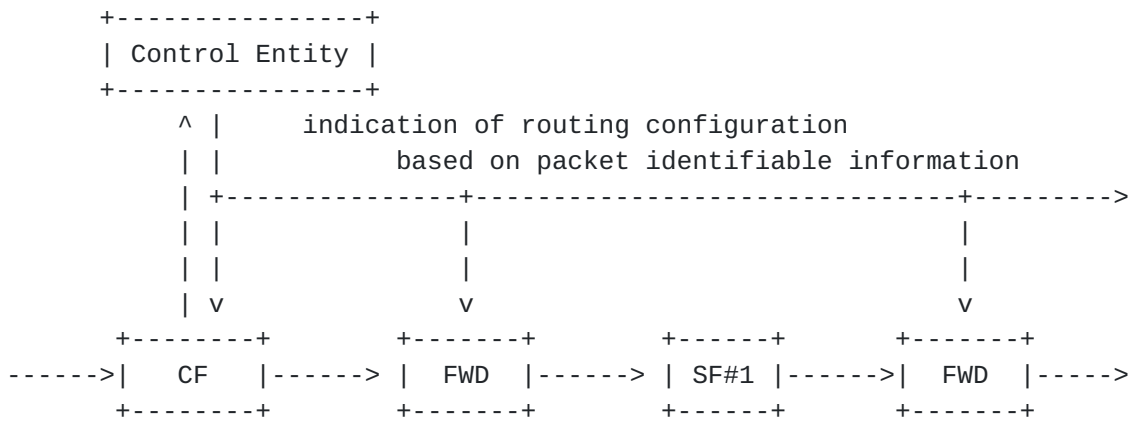 Control Entity
indication of routing configuration
based on packet identifiable information
CF FWD SF#1 FWD